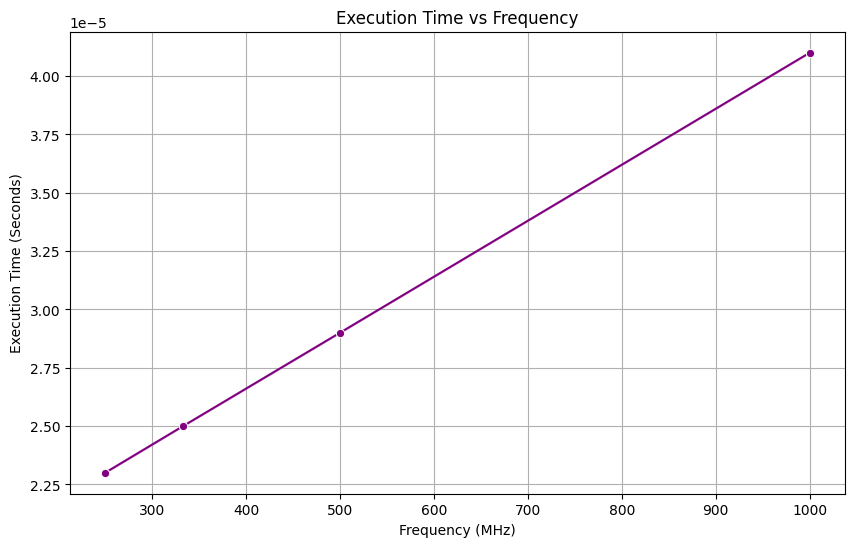 Execution Time vs Frequency
1e−5
4.00
3.75
3.50
3.25
3.00
2.75
2.50
2.25
Execution Time (Seconds)
300 400 500 600 700 800 900 1000
Frequency (MHz)